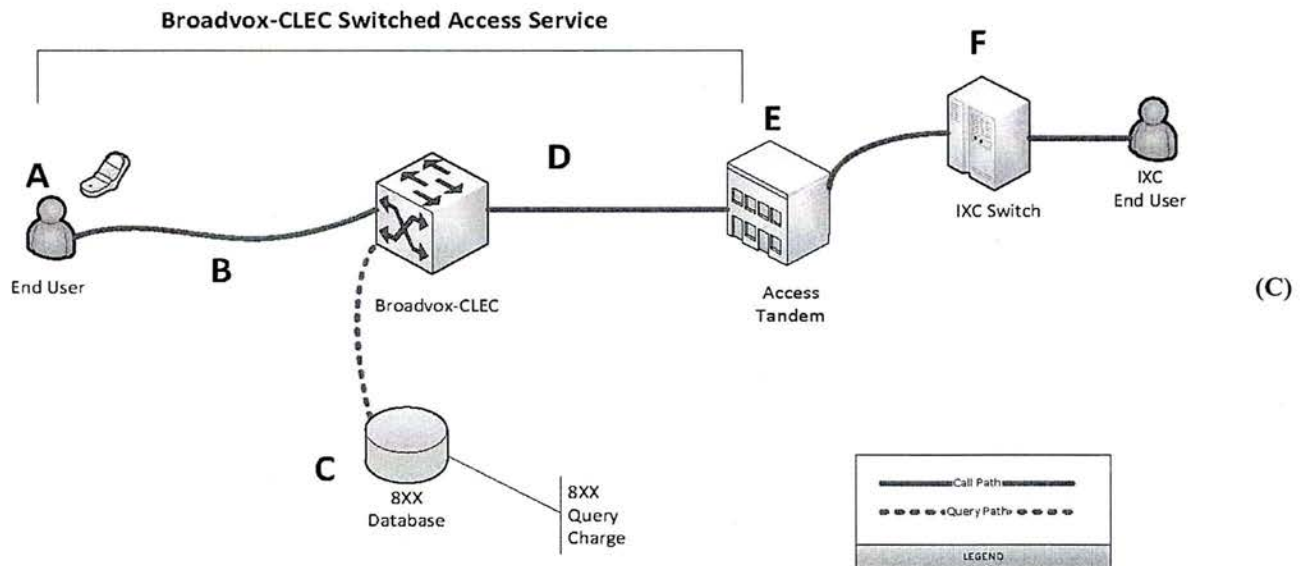 Broadvox-CLEC Switched Access Service
F
E
D
A
IXC Switch
IXC
End User
B
End User
Broadvox-CLEC
Access
Tandem
(C)
C
8XX
Database
8XX
Query
Charge
Call Path
Query Path
LEGEND